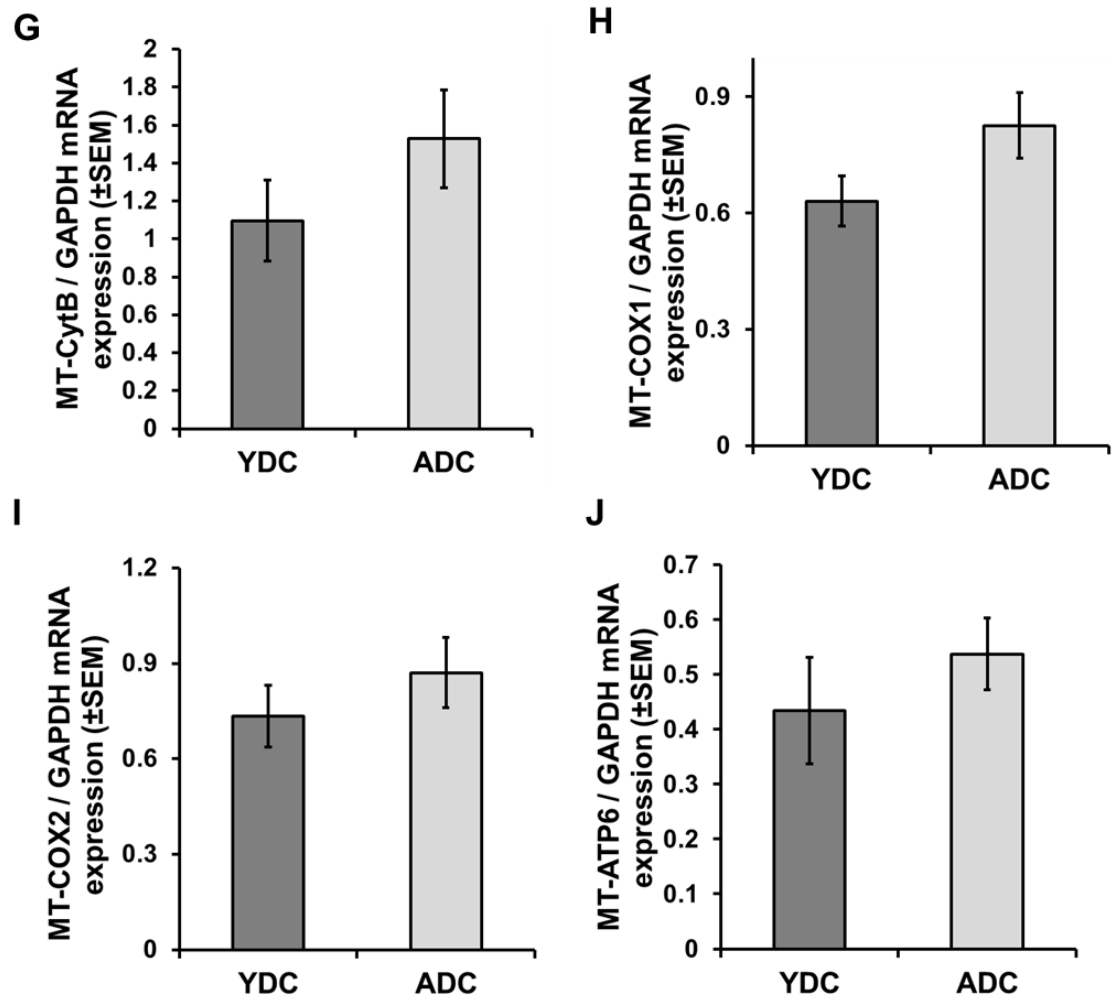 G
MT-CytB / GAPDH mRNA
expression (±SEM)
2
1.8
1.6
1.4
1.2
1
0.8
0.6
0.4
0.2
0
YDC
ADC
H
MT-COX1 / GAPDH mRNA
expression (±SEM)
0.9
0.6
0.3
0
YDC
ADC
I
MT-COX2 / GAPDH mRNA
expression (±SEM)
1.2
0.9
0.6
0.3
0
YDC
ADC
J
MT-ATP6 / GAPDH mRNA
expression (±SEM)
0.7
0.6
0.5
0.4
0.3
0.2
0.1
0
YDC
ADC